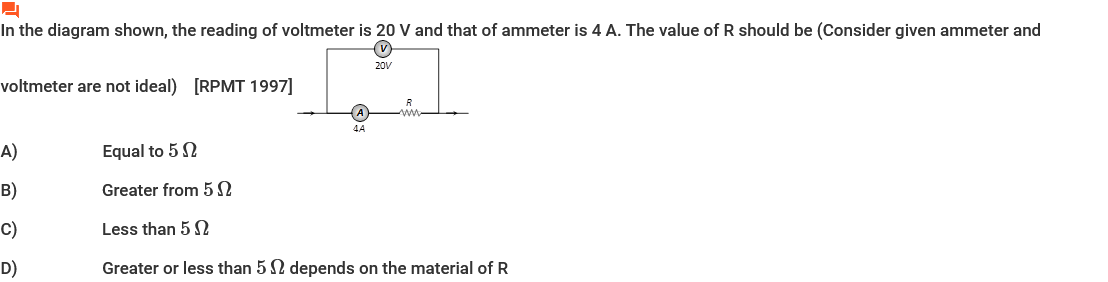 In the diagram shown, the reading of voltmeter is 20 V and that of ammeter is 4 A. The value of R should be (Consider given ammeter and
V
20V
voltmeter are not ideal) [RPMT 1997]
R
A
4A
A) Equal to 5 Ω
B) Greater from 5 Ω
C) Less than 5 Ω
D) Greater or less than 5 Ω depends on the material of R